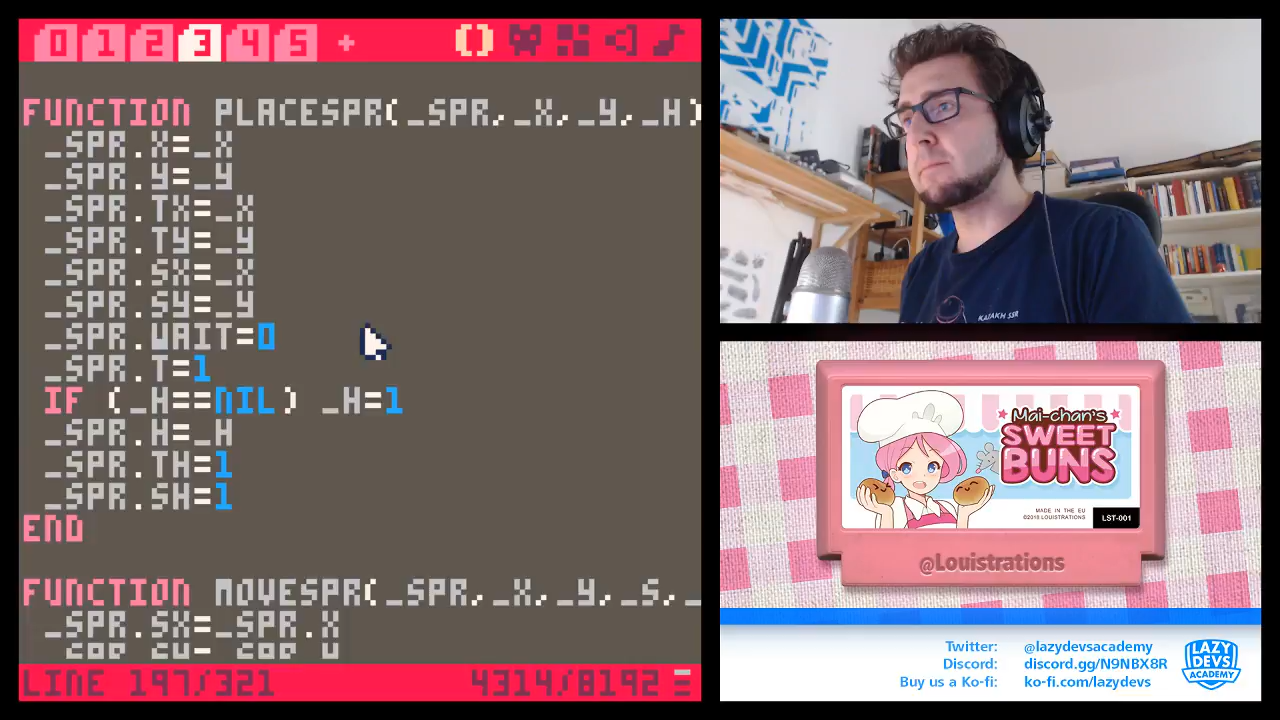 0 1 2 3 4 5 +
FUNCTION PLACESPR(_SPR,_X,_Y,_H)
_SPR.X=_X
_SPR.Y=_Y
_SPR.TX=_X
_SPR.TY=_Y
_SPR.SX=_X
_SPR.SY=_Y
_SPR.WAIT=0
_SPR.T=1
IF (_H==NIL) _H=1
_SPR.H=_H
_SPR.TH=1
_SPR.SH=1
END
FUNCTION MOVESPR(_SPR,_X,_Y,_S,_
_SPR.SX=_SPR.X
LINE 197/321
4314/8192
KAZAKH SSR
Mai-chan's
SWEET
BUNS
MADE IN THE EU
©2019 LOUISTRATIONS
LST-001
@Louistrations
Twitter: @lazydevsacademy
Discord: discord.gg/N9NBX8R
Buy us a Ko-fi: ko-fi.com/lazydevs
LAZY
DEVS
ACADEMY